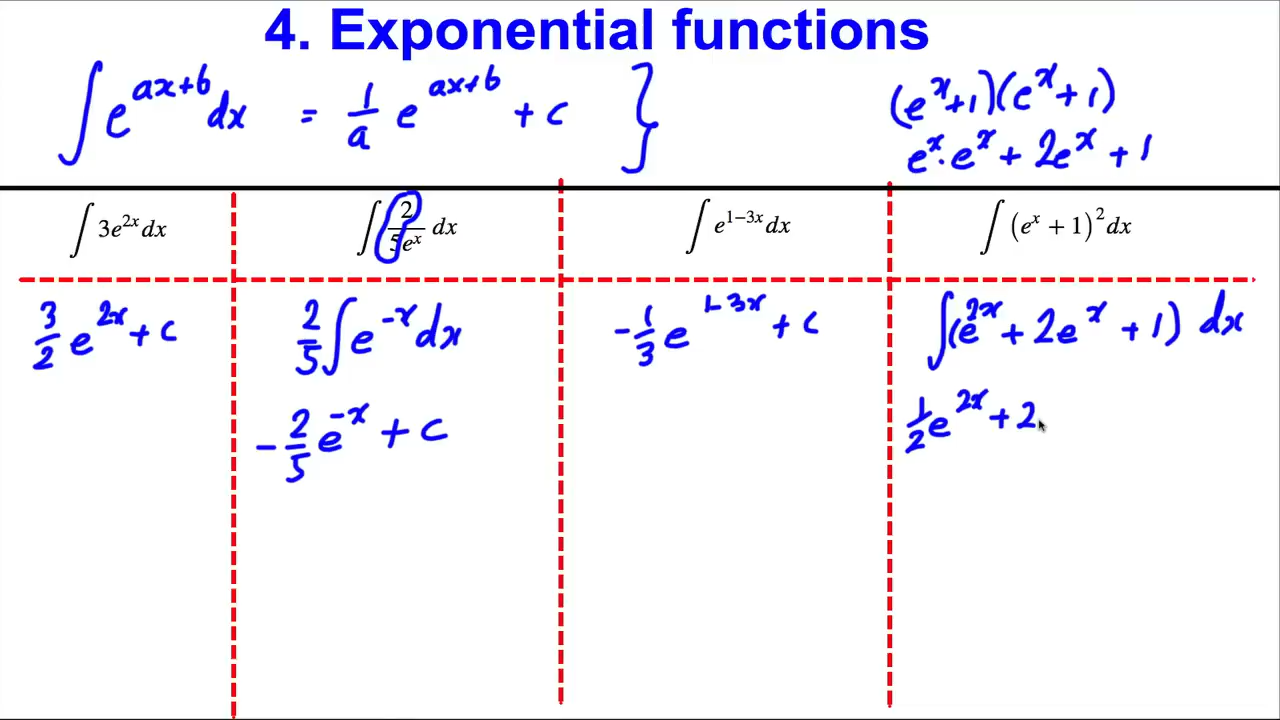 4. Exponential functions
∫ e^{ax+b} dx = 1/a e^{ax+b} + c }
(e^x+1)(e^x+1)
e^x · e^x + 2e^x + 1
∫ 3e^{2x} dx
∫ 2/(5e^x) dx
∫ e^{1−3x} dx
∫ (e^x + 1)^2 dx
3/2 e^{2x} + c
2/5 ∫ e^{-x} dx
-1/3 e^{1-3x} + c
∫ (e^{2x} + 2e^x + 1) dx
-2/5 e^{-x} + c
1/2 e^{2x} + 2